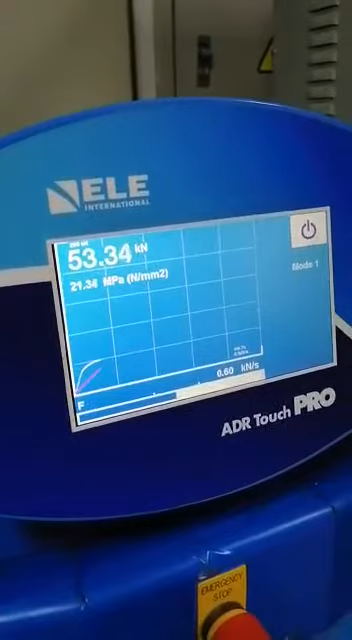 ELE
INTERNATIONAL
53.34 kN
21.34 MPa (N/mm2)
Mode 1
0.60 kN/s
F
ADR Touch PRO
EMERGENCY
STOP